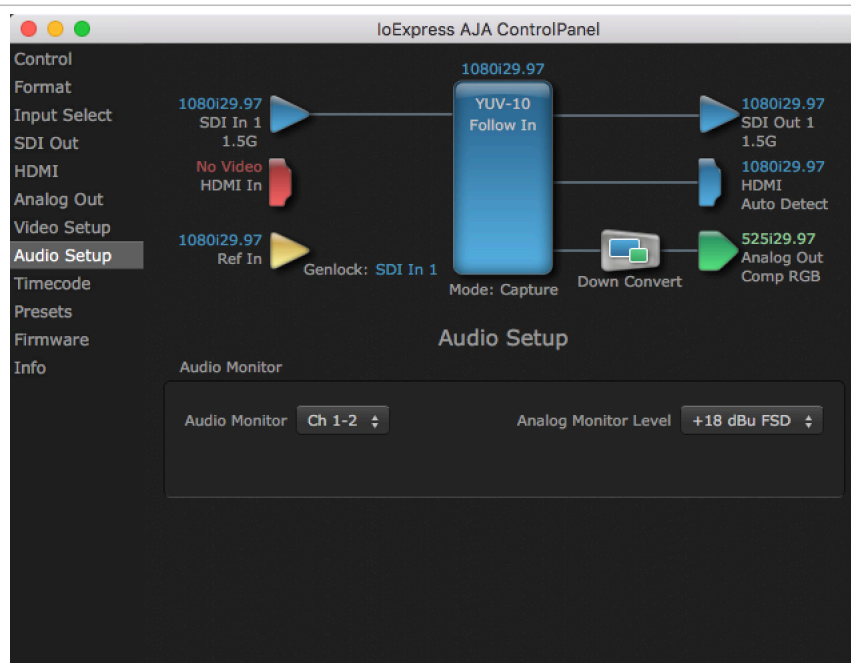 IoExpress AJA ControlPanel
Control
Format
Input Select
SDI Out
HDMI
Analog Out
Video Setup
Audio Setup
Timecode
Presets
Firmware
Info
1080i29.97
YUV-10
Follow In
1080i29.97
SDI In 1
1.5G
No Video
HDMI In
1080i29.97
Ref In
Genlock: SDI In 1
Mode: Capture
Down Convert
1080i29.97
SDI Out 1
1.5G
1080i29.97
HDMI
Auto Detect
525i29.97
Analog Out
Comp RGB
Audio Setup
Audio Monitor
Audio Monitor Ch 1-2
Analog Monitor Level +18 dBu FSD